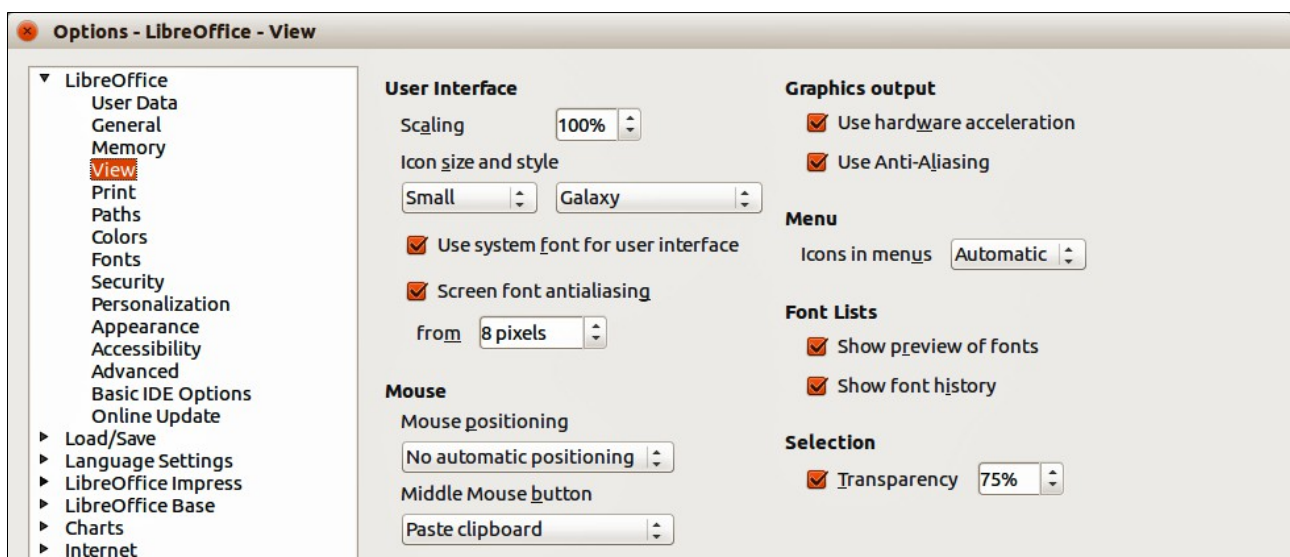 Options - LibreOffice - View
LibreOffice
User Data
General
Memory
View
Print
Paths
Colors
Fonts
Security
Personalization
Appearance
Accessibility
Advanced
Basic IDE Options
Online Update
Load/Save
Language Settings
LibreOffice Impress
LibreOffice Base
Charts
Internet
User Interface
Scaling 100%
Icon size and style
Small Galaxy
Use system font for user interface
Screen font antialiasing
from 8 pixels
Mouse
Mouse positioning
No automatic positioning
Middle Mouse button
Paste clipboard
Graphics output
Use hardware acceleration
Use Anti-Aliasing
Menu
Icons in menus Automatic
Font Lists
Show preview of fonts
Show font history
Selection
Transparency 75%